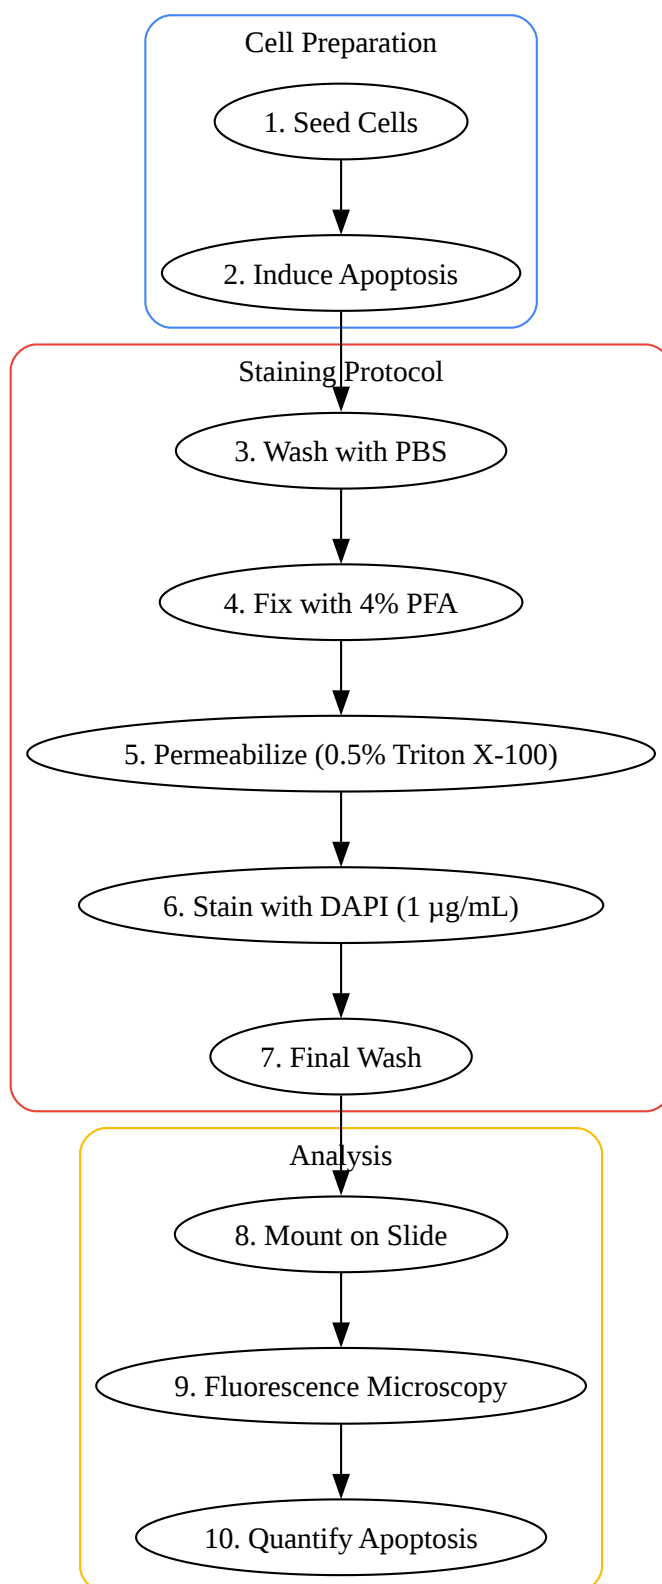 Cell Preparation
1. Seed Cells
2. Induce Apoptosis
Staining Protocol
3. Wash with PBS
4. Fix with 4% PFA
5. Permeabilize (0.5% Triton X-100)
6. Stain with DAPI (1 µg/mL)
7. Final Wash
Analysis
8. Mount on Slide
9. Fluorescence Microscopy
10. Quantify Apoptosis